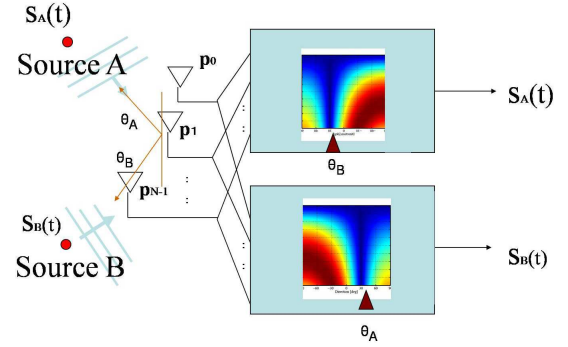 SA(t)
Source A
θA
θB
p0
p1
pN-1
SB(t)
Source B
θB
SA(t)
θA
SB(t)